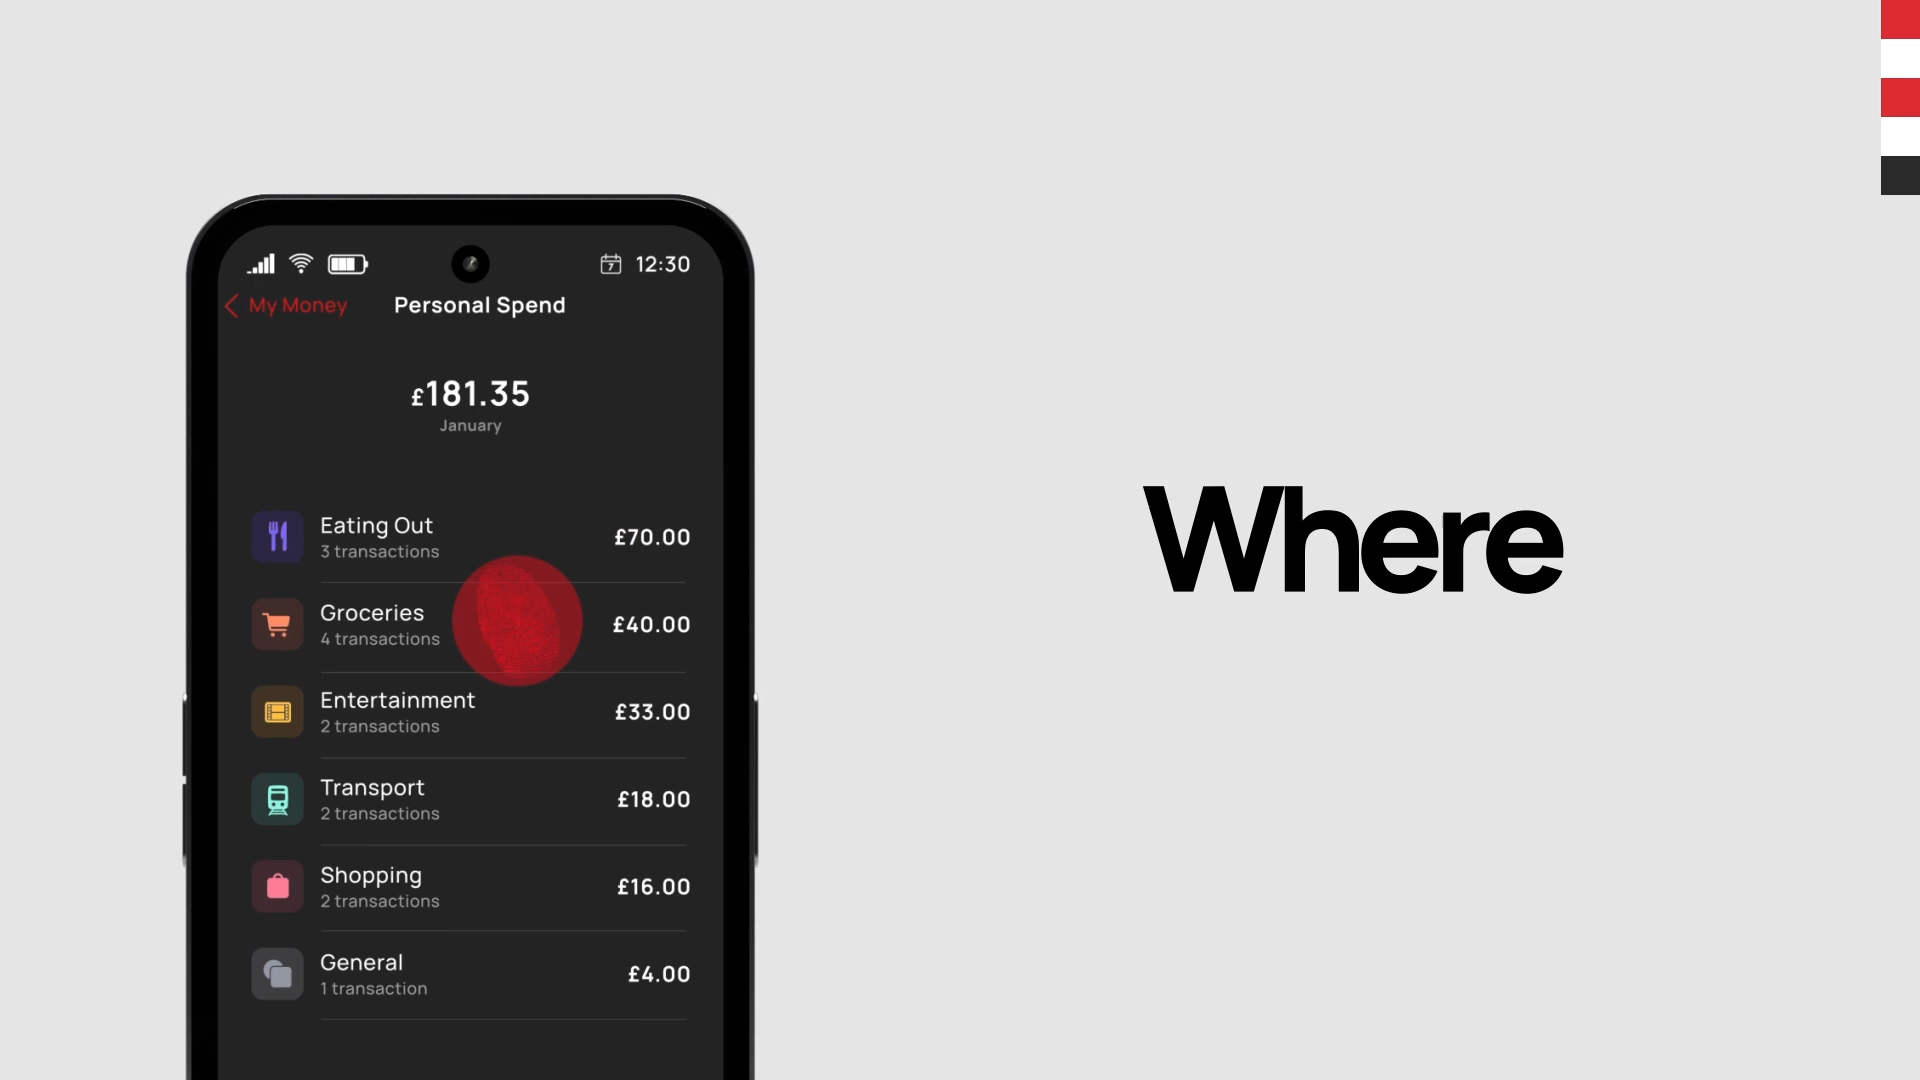 12:30
My Money
Personal Spend
£181.35
January
Eating Out
3 transactions
£70.00
Groceries
4 transactions
£40.00
Entertainment
2 transactions
£33.00
Transport
2 transactions
£18.00
Shopping
2 transactions
£16.00
General
1 transaction
£4.00
Where